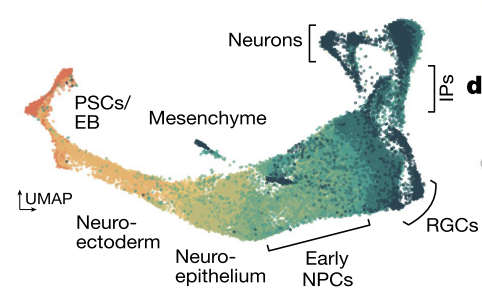 Neurons
IPs
d
PSCs/
EB
Mesenchyme
UMAP
Neuro-
ectoderm
Neuro-
epithelium
Early
NPCs
RGCs